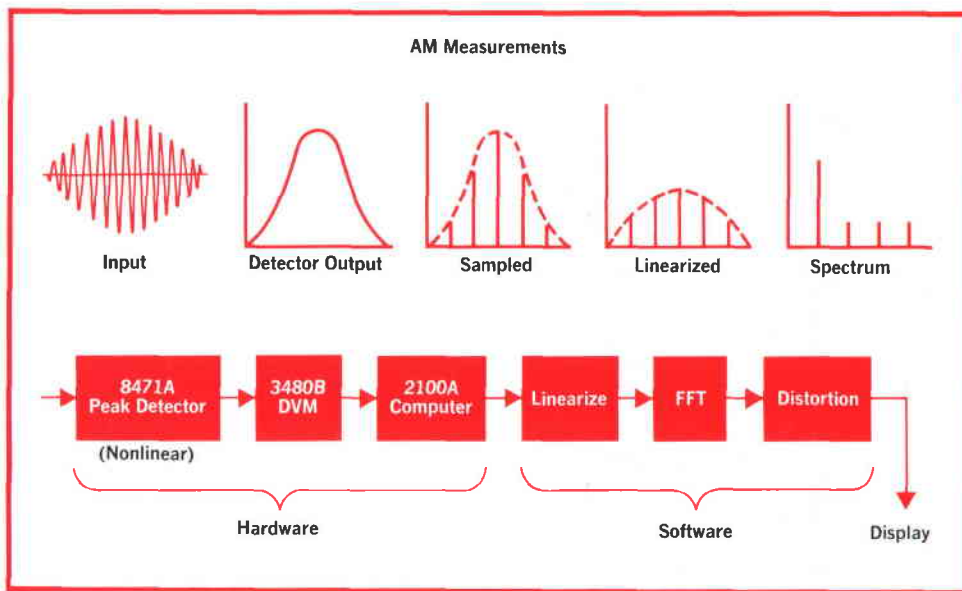 AM Measurements
Input
Detector Output
Sampled
Linearized
Spectrum
8471A
Peak Detector
3480B
DVM
2100A
Computer
Linearize
FFT
Distortion
(Nonlinear)
Hardware
Software
Display